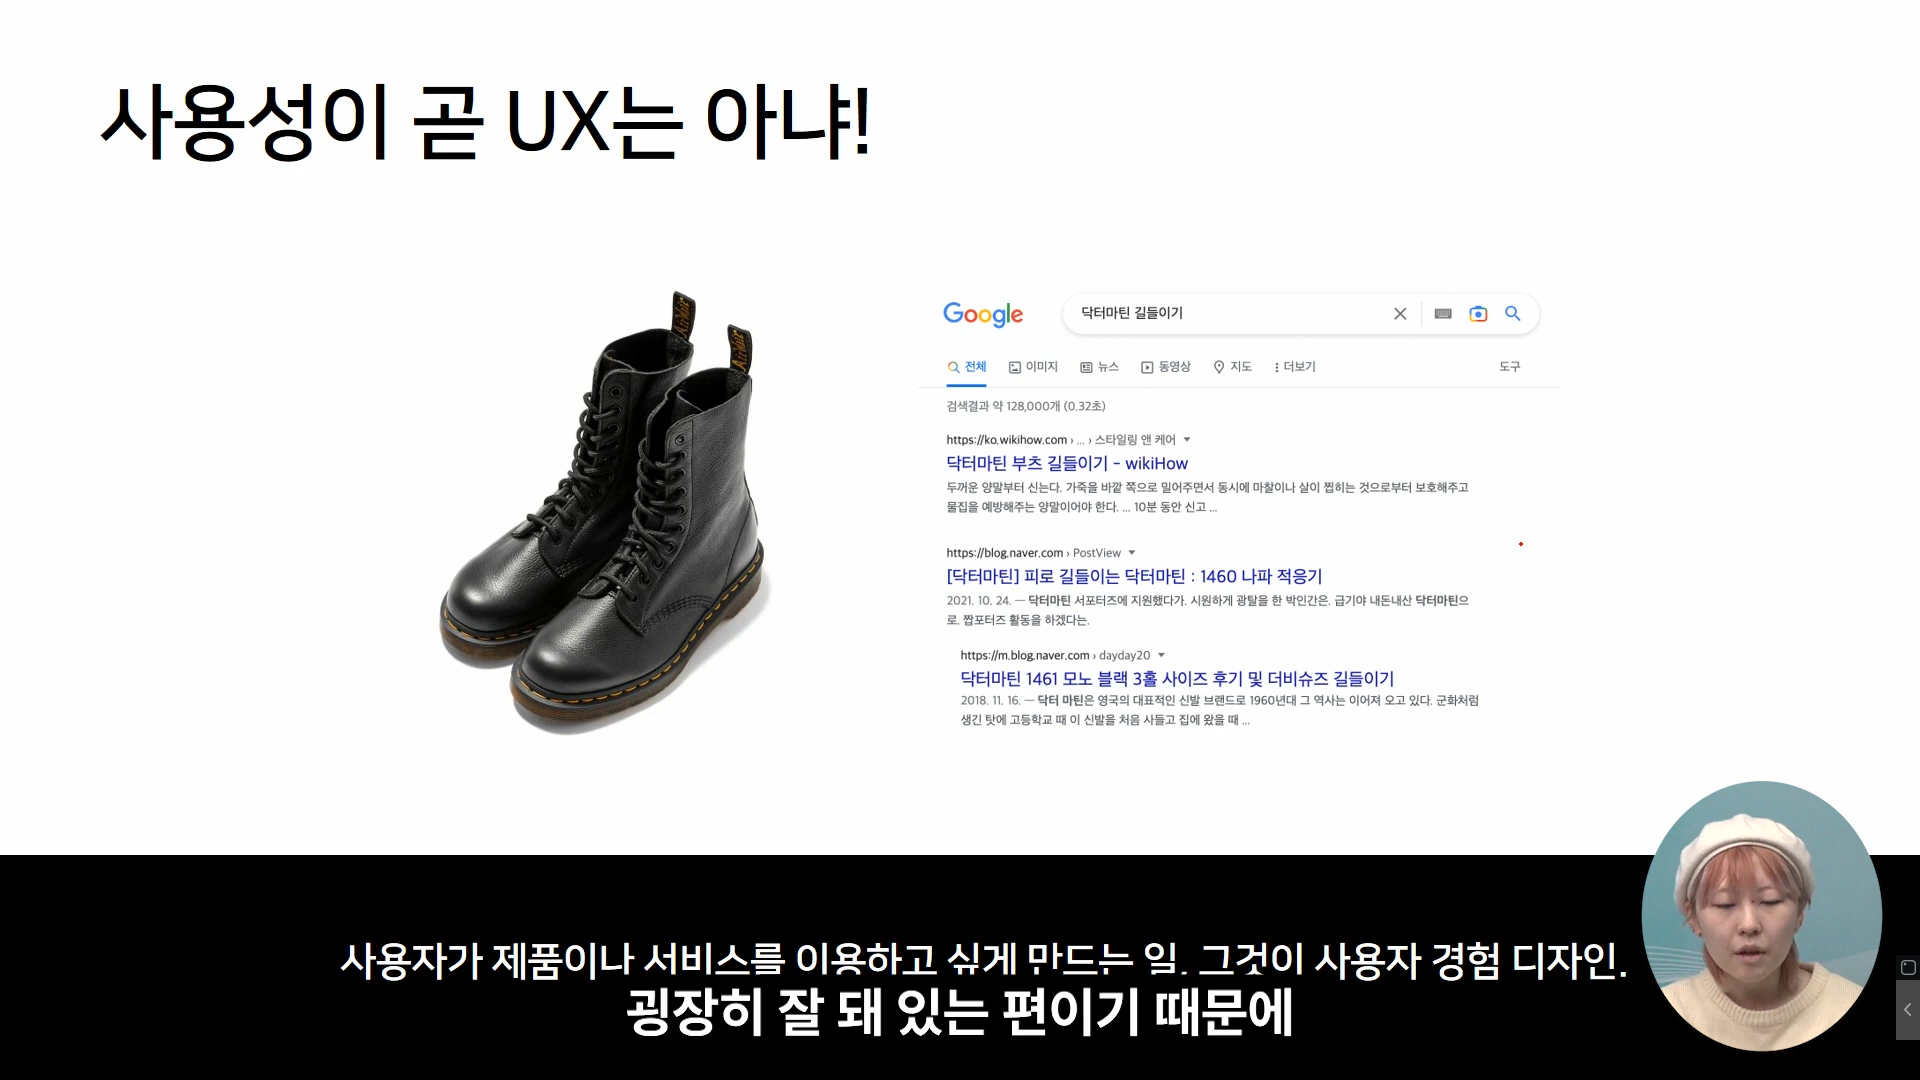 사용성이 곧 UX는 아냐!
AirWair
AirWair
Google
닥터마틴 길들이기
전체 이미지 뉴스 동영상 지도 더보기 도구
검색결과 약 128,000개 (0.32초)
https://ko.wikihow.com › ... › 스타일링 앤 케어
닥터마틴 부츠 길들이기 - wikiHow
두꺼운 양말부터 신는다. 가죽을 바깥 쪽으로 밀어주면서 동시에 마찰이나 살이 찝히는 것으로부터 보호해주고
물집을 예방해주는 양말이어야 한다. ... 10분 동안 신고 ...
https://blog.naver.com › PostView
[닥터마틴] 피로 길들이는 닥터마틴 : 1460 나파 적응기
2021. 10. 24. — 닥터마틴 서포터즈에 지원했다가. 시원하게 광탈을 한 박인간은. 급기야 내돈내산 닥터마틴으
로. 짭포터즈 활동을 하겠다는.
https://m.blog.naver.com › dayday20
닥터마틴 1461 모노 블랙 3홀 사이즈 후기 및 더비슈즈 길들이기
2018. 11. 16. — 닥터 마틴은 영국의 대표적인 신발 브랜드로 1960년대 그 역사는 이어져 오고 있다. 군화처럼
생긴 탓에 고등학교 때 이 신발을 처음 사들고 집에 왔을 때 ...
사용자가 제품이나 서비스를 이용하고 싶게 만드는 일. 그것이 사용자 경험 디자인.
굉장히 잘 돼 있는 편이기 때문에